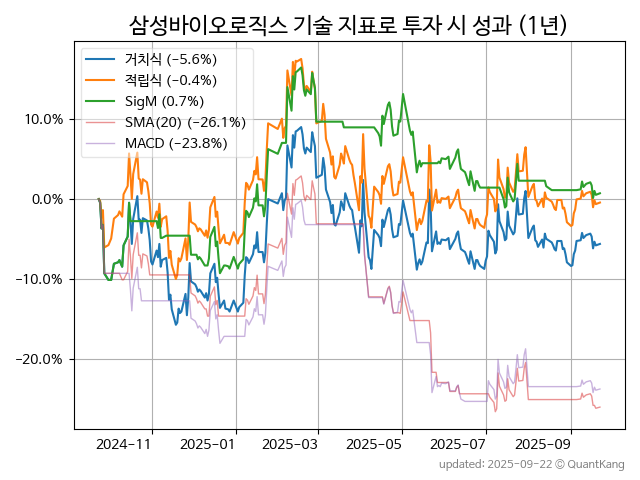 삼성바이오로직스 기술 지표로 투자 시 성과 (1년)
거치식 (−5.6%)
적립식 (−0.4%)
SigM (0.7%)
SMA(20) (−26.1%)
MACD (−23.8%)
10.0%
0.0%
−10.0%
−20.0%
2024−11 2025−01 2025−03 2025−05 2025−07 2025−09
updated: 2025-09-22 © QuantKang